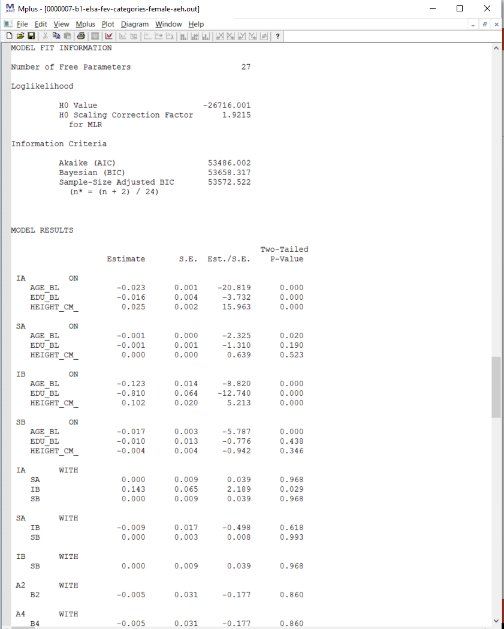 Mplus - [0000007-b1-elsa-fev-categories-female-aeh.out]
File Edit View Mplus Plot Diagram Window Help
MODEL FIT INFORMATION
Number of Free Parameters 27
Loglikelihood
H0 Value -26716.001
H0 Scaling Correction Factor 1.9215
for MLR
Information Criteria
Akaike (AIC) 53486.002
Bayesian (BIC) 53658.317
Sample-Size Adjusted BIC 53572.522
(n* = (n + 2) / 24)
MODEL RESULTS
Two-Tailed
Estimate S.E. Est./S.E. P-Value
IA ON
AGE_BL -0.023 0.001 -20.819 0.000
EDU_BL -0.016 0.004 -3.732 0.000
HEIGHT_CM_ 0.025 0.002 15.963 0.000
SA ON
AGE_BL -0.001 0.000 -2.325 0.020
EDU_BL -0.001 0.001 -1.310 0.190
HEIGHT_CM_ 0.000 0.000 0.639 0.523
IB ON
AGE_BL -0.123 0.014 -8.820 0.000
EDU_BL -0.810 0.064 -12.740 0.000
HEIGHT_CM_ 0.102 0.020 5.213 0.000
SB ON
AGE_BL -0.017 0.003 -5.787 0.000
EDU_BL -0.010 0.013 -0.776 0.438
HEIGHT_CM_ -0.004 0.004 -0.942 0.346
IA WITH
SA 0.000 0.009 0.039 0.968
IB 0.143 0.065 2.189 0.029
SB 0.000 0.009 0.039 0.968
SA WITH
IB -0.009 0.017 -0.498 0.618
SB 0.000 0.003 0.008 0.993
IB WITH
SB 0.000 0.009 0.039 0.968
A2 WITH
B2 -0.005 0.031 -0.177 0.860
A4 WITH
B4 -0.005 0.031 -0.177 0.860